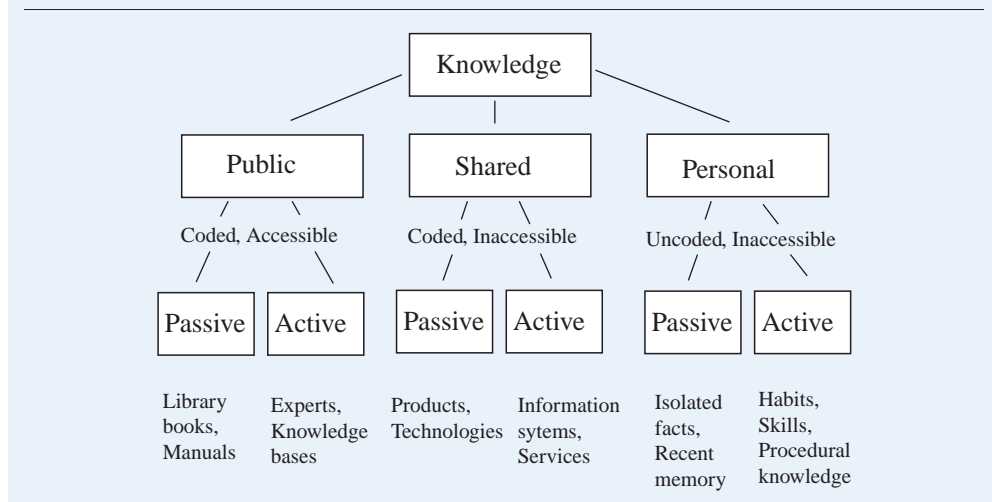 Knowledge
Public
Shared
Personal
Coded, Accessible
Coded, Inaccessible
Uncoded, Inaccessible
Passive
Active
Passive
Active
Passive
Active
Library
books,
Manuals
Experts,
Knowledge
bases
Products,
Technologies
Information
sytems,
Services
Isolated
facts,
Recent
memory
Habits,
Skills,
Procedural
knowledge